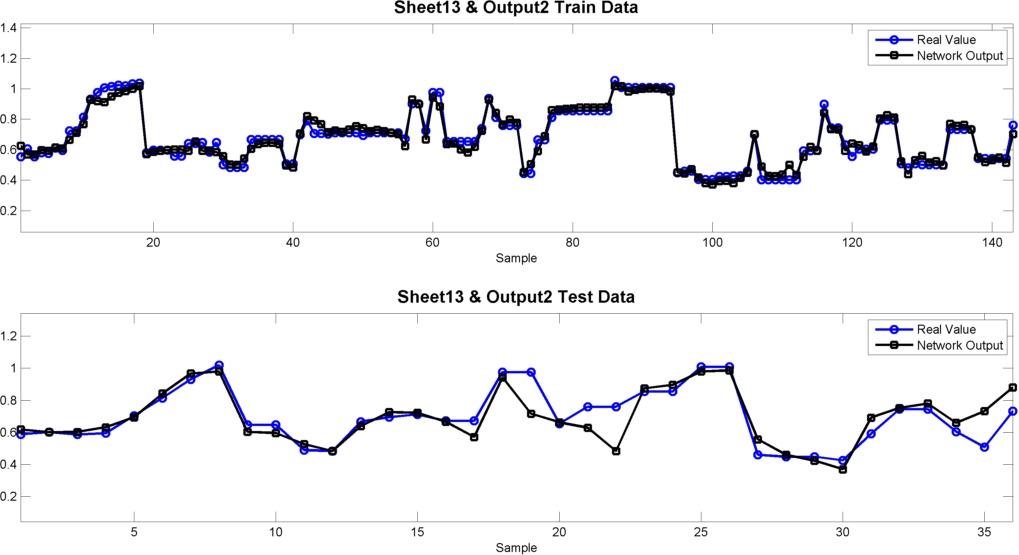 Sheet13 & Output2 Train Data
1.4
1.2
1
0.8
0.6
0.4
0.2
Real Value
Network Output
20 40 60 80 100 120 140
Sample
Sheet13 & Output2 Test Data
1.2
1
0.8
0.6
0.4
0.2
Real Value
Network Output
5 10 15 20 25 30 35
Sample